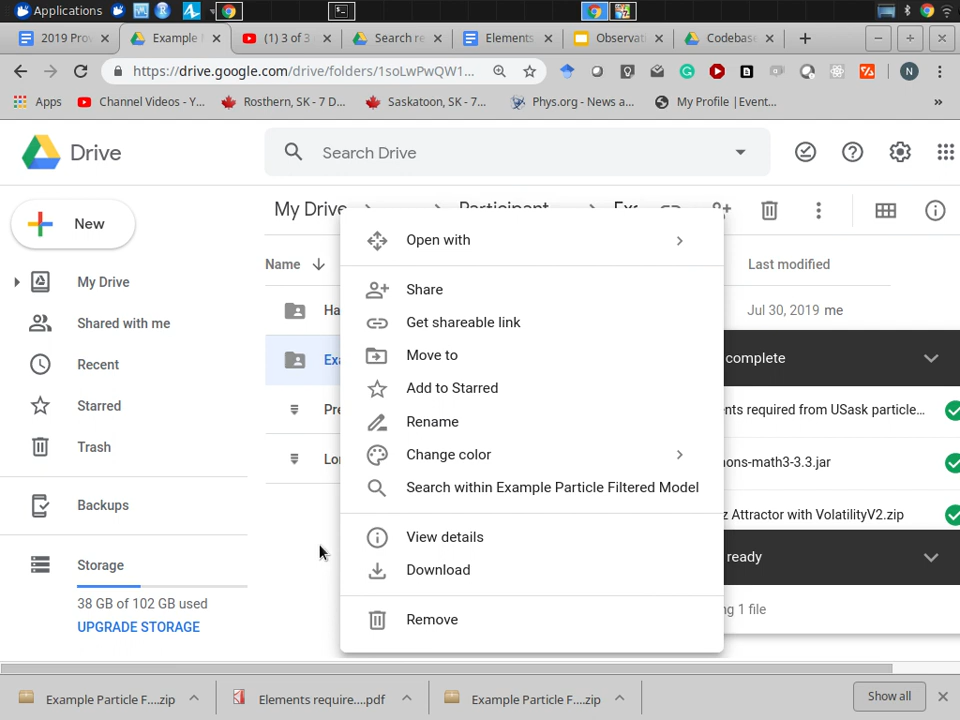 Applications
2019 Pro
Example
(1) 3 of 3
Search re
Elements
Observat
Codebas
https://drive.google.com/drive/folders/1soLwPwQW1...
N
Apps
Channel Videos - Y...
Rosthern, SK - 7 D...
Saskatoon, SK - 7...
Phys.org - News a...
My Profile |Event...
»
Drive
Search Drive
New
My Drive
Participant
My Drive
Shared with me
Recent
Starred
Trash
Backups
Storage
38 GB of 102 GB used
UPGRADE STORAGE
Name
Last modified
Ha
Jul 30, 2019 me
Exa
Pre
Lo
Open with
Share
Get shareable link
Move to
Add to Starred
Rename
Change color
Search within Example Particle Filtered Model
View details
Download
Remove
complete
nts required from USask particle...
ons-math3-3.3.jar
z Attractor with VolatilityV2.zip
ready
g 1 file
Example Particle F....zip
Elements require....pdf
Example Particle F....zip
Show all